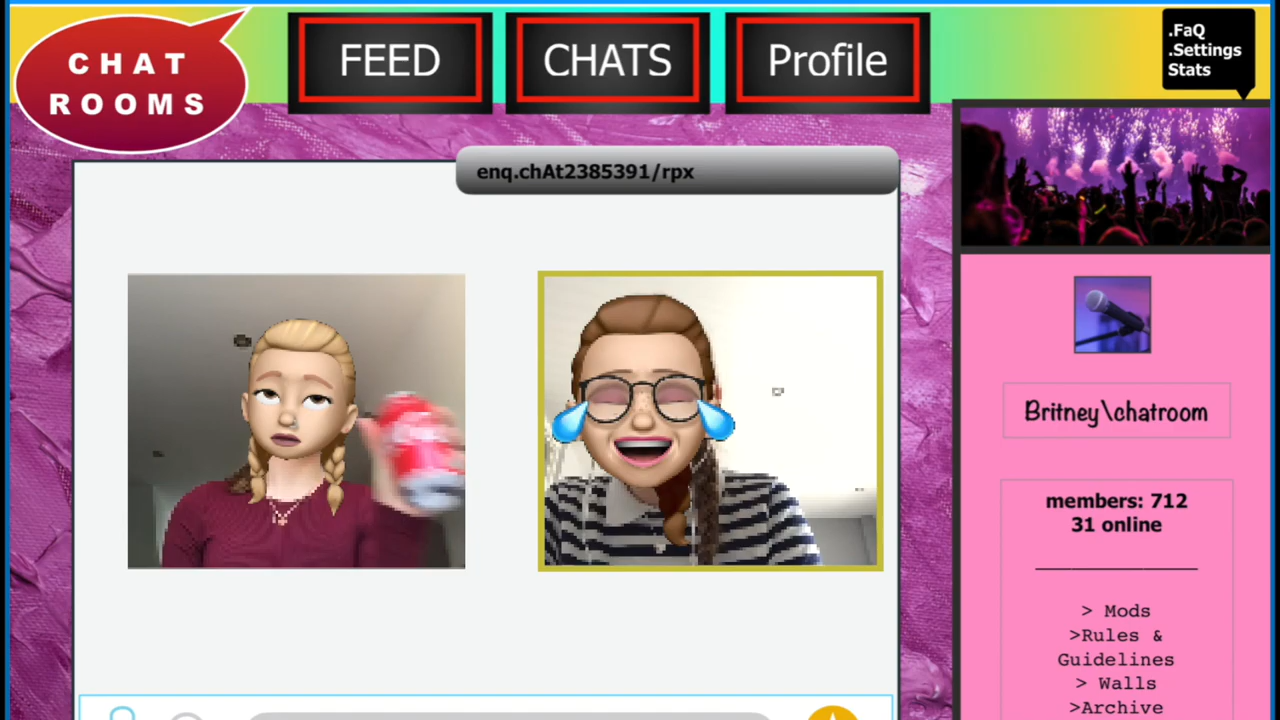 CHAT
ROOMS
FEED
CHATS
Profile
.FaQ
.Settings
Stats
enq.chAt2385391/rpx
Britney\chatroom
members: 712
31 online
> Mods
>Rules &
Guidelines
> Walls
>Archive